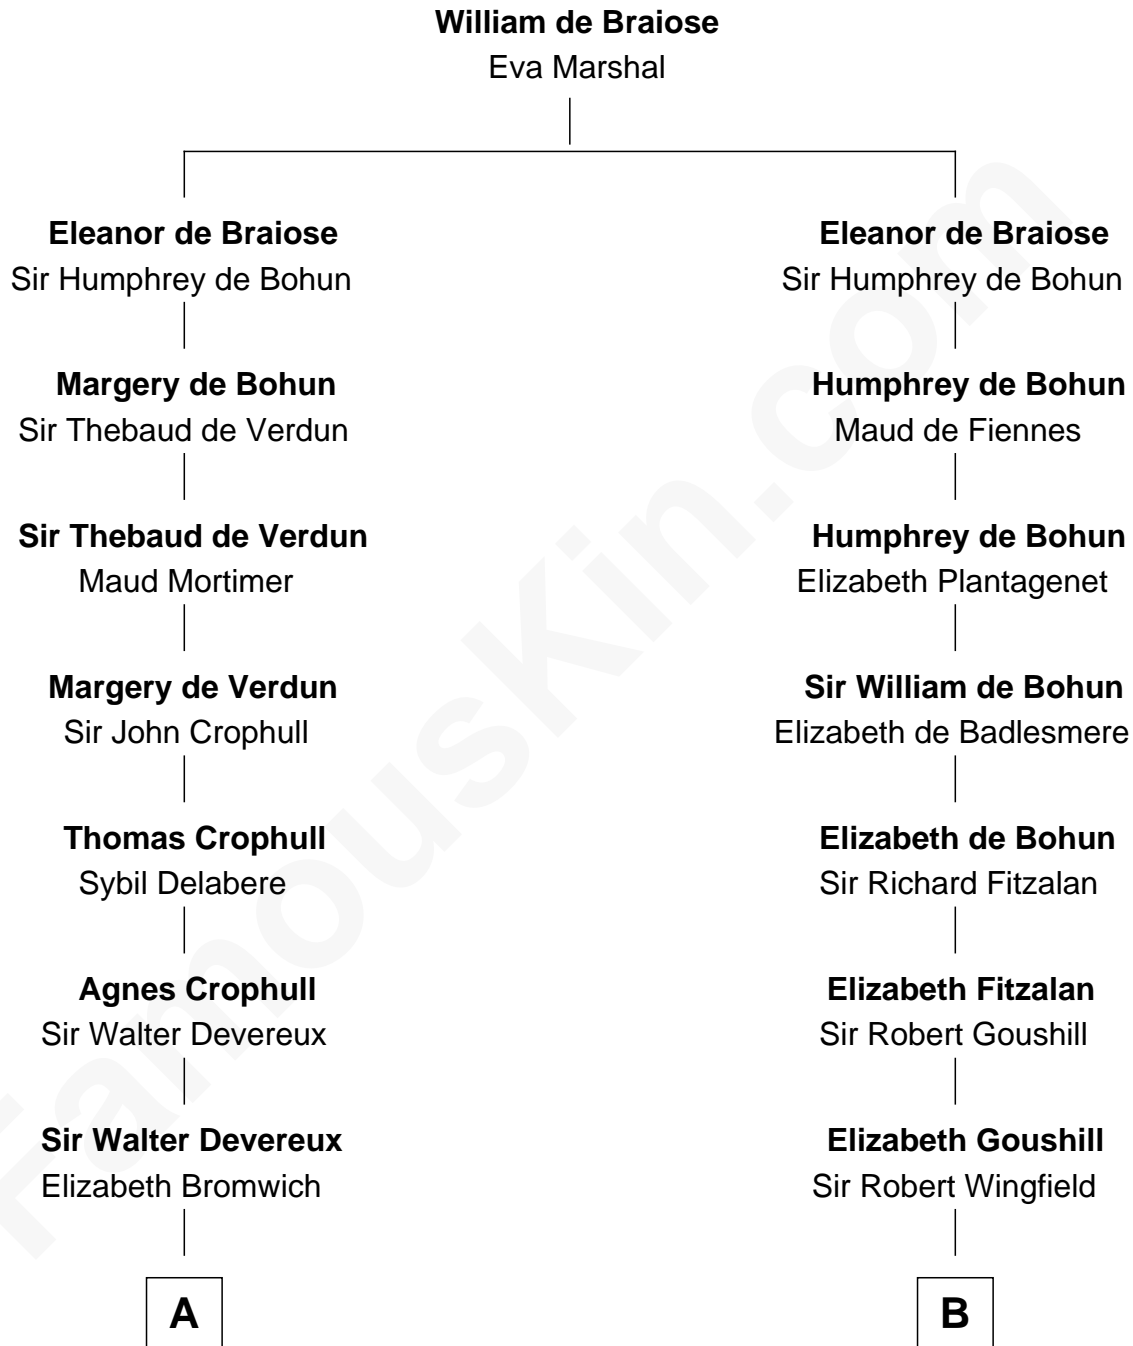 William de Braiose
Eva Marshal
Eleanor de Braiose
Sir Humphrey de Bohun
Margery de Bohun
Sir Thebaud de Verdun
Sir Thebaud de Verdun
Maud Mortimer
Margery de Verdun
Sir John Crophull
Thomas Crophull
Sybil Delabere
Agnes Crophull
Sir Walter Devereux
Sir Walter Devereux
Elizabeth Bromwich
A
Eleanor de Braiose
Sir Humphrey de Bohun
Humphrey de Bohun
Maud de Fiennes
Humphrey de Bohun
Elizabeth Plantagenet
Sir William de Bohun
Elizabeth de Badlesmere
Elizabeth de Bohun
Sir Richard Fitzalan
Elizabeth Fitzalan
Sir Robert Goushill
Elizabeth Goushill
Sir Robert Wingfield
B
FamousKin.com